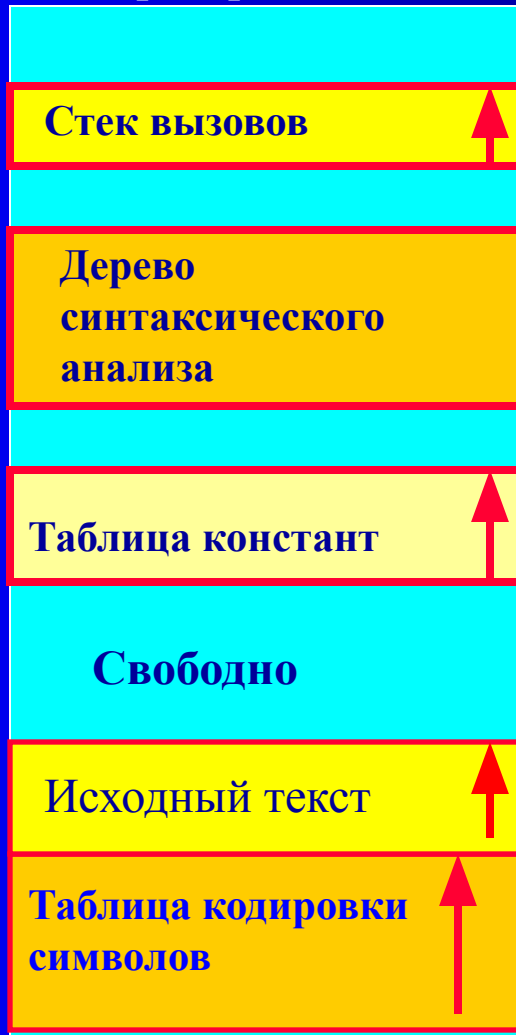 Стек вызовов
Дерево
синтаксического
анализа
Таблица констант
Свободно
Исходный текст
Таблица кодировки
символов